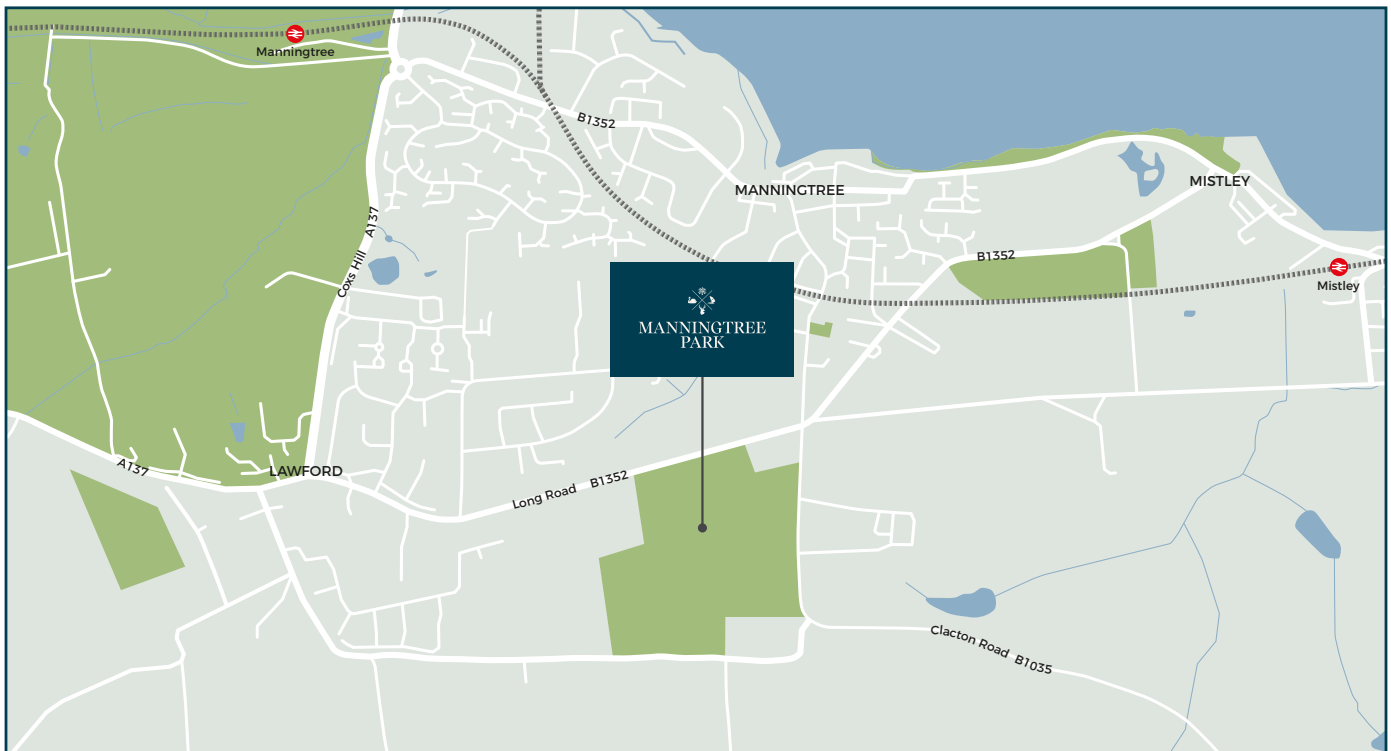 Manningtree
B1352
MANNINGTREE
MISTLEY
A137
Coxs Hill
B1352
Mistley
MANNINGTREE
PARK
A137
LAWFORD
Long Road B1352
Clacton Road B1035